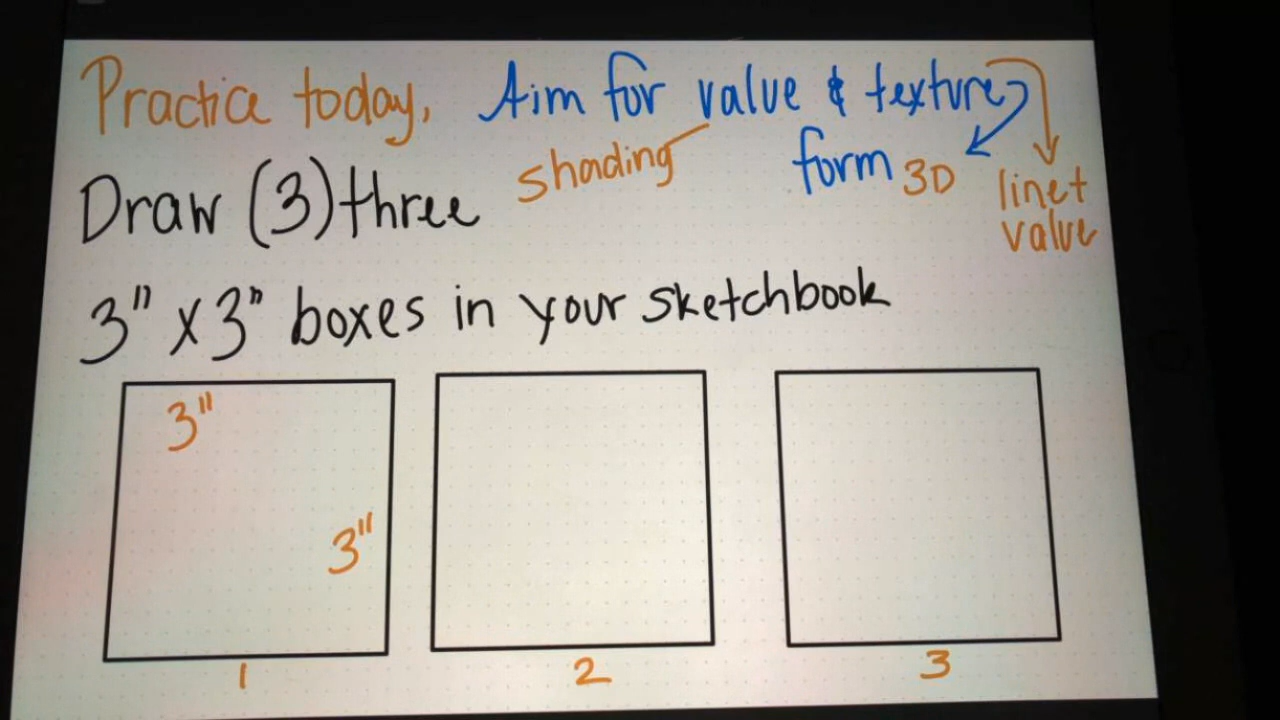 Practice today, Aim for value & texture,
shading form 3D line +
value
Draw (3) three
3" x 3" boxes in your sketchbook
3"
3"
1 2 3